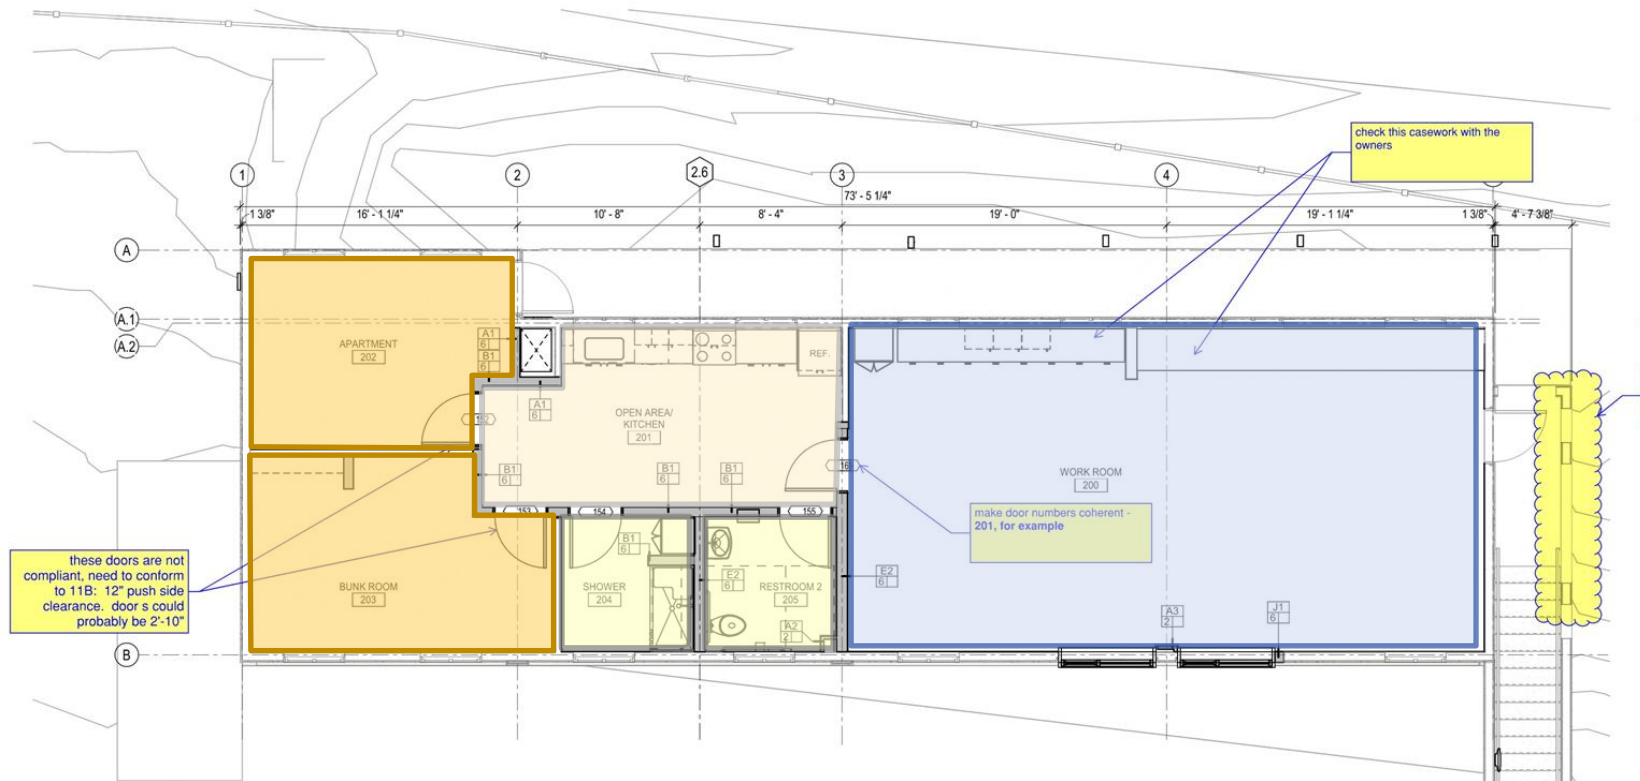 check this casework with the
owners
1
2
2.6
3
4
73' - 5 1/4"
1 3/8"
16' - 1 1/4"
10' - 8"
8' - 4"
19' - 0"
19' - 1 1/4"
1 3/8"
4' - 7 3/8"
A
A.1
A.2
APARTMENT
202
A1
6
B1
6
REF.
A1
6
OPEN AREA/
KITCHEN
201
B1
6
B1
6
B1
6
WORK ROOM
200
make door numbers coherent -
201, for example
153
154
155
these doors are not
compliant, need to conform
to 11B: 12" push side
clearance. door s could
probably be 2'-10"
BUNK ROOM
203
B1
6
SHOWER
204
E2
6
RESTROOM 2
205
E2
6
A2
2
A3
2
J1
6
B